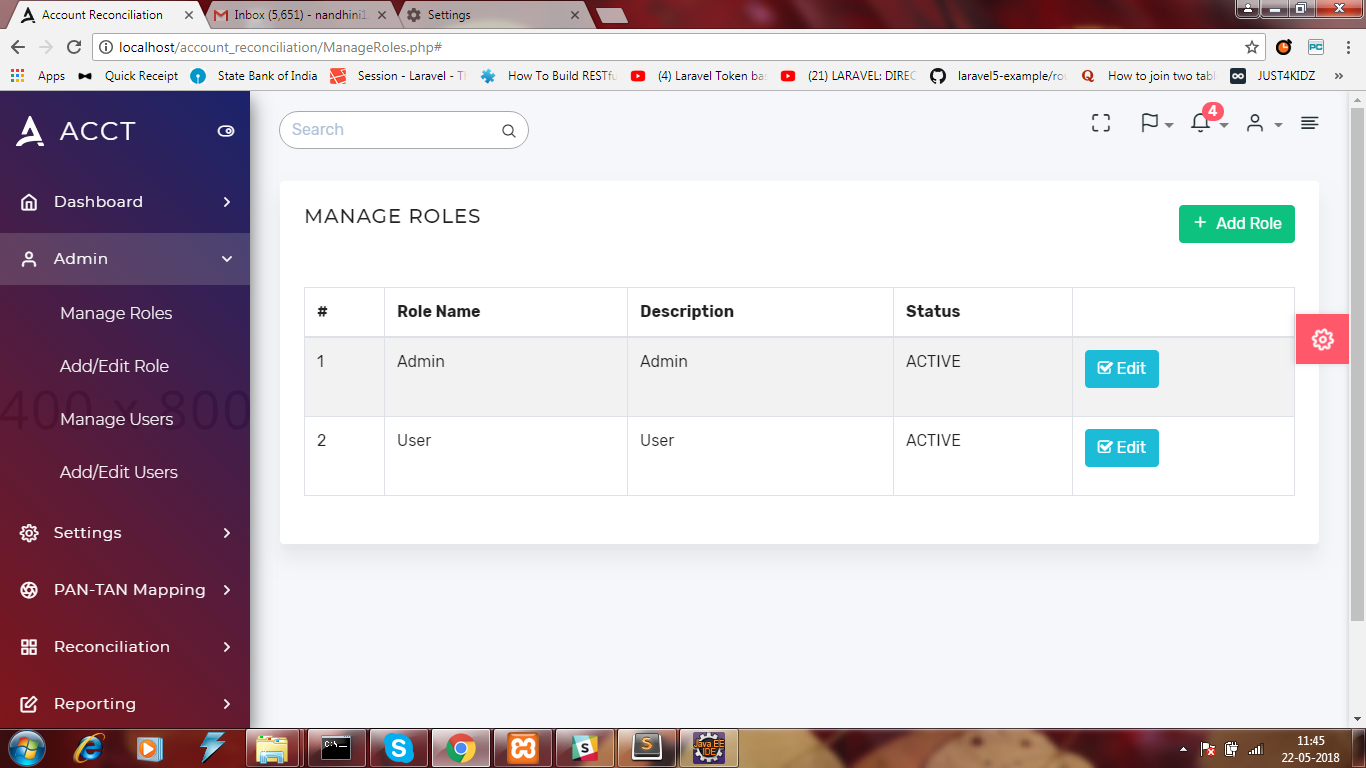 Account Reconciliation
Inbox (5,651) - nandhini1
Settings
localhost/account_reconciliation/ManageRoles.php#
Apps
Quick Receipt
State Bank of India
Session - Laravel - Th
How To Build RESTfu
(4) Laravel Token ba
(21) LARAVEL: DIREC
laravel5-example/rou
How to join two tabl
JUST4KIDZ
»
ACCT
Search
4
Dashboard
MANAGE ROLES
+ Add Role
Admin
Manage Roles
Add/Edit Role
Manage Users
Add/Edit Users
400 x 800
# Role Name Description Status
1 Admin Admin ACTIVE Edit
2 User User ACTIVE Edit
Settings
PAN-TAN Mapping
Reconciliation
Reporting
C:\
Java EE
IDE
11:45
22-05-2018